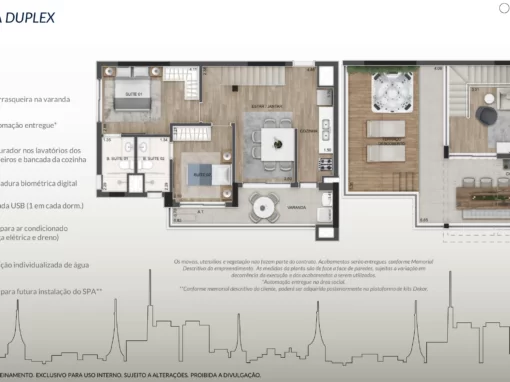 A DUPLEX
rrasqueira na varanda
omação entregue*
urador nos lavatórios dos
eiros e bancada da cozinha
adura biométrica digital
ada USB (1 em cada dorm.)
para ar condicionado
a elétrica e dreno)
ição individualizada de água
para futura instalação do SPA**
SUÍTE 01
B. SUÍTE 01
B. SUÍTE 02
ESTAR / JANTAR
COZINHA
VARANDA
A.T
Os móveis, utensílios e vegetação não fazem parte do contrato. Acabamentos serão entregues conforme Memorial
Descritivo do empreendimento. As medidas da planta são de face a face de paredes, sujeitas a variação em
decorrência da execução e dos acabamentos a serem utilizados.
*Automação entregue na área social.
**Conforme memorial descritivo do cliente, poderá ser adquirido posteriormente na plataforma de Kits Dekor.
EINAMENTO. EXCLUSIVO PARA USO INTERNO. SUJEITO A ALTERAÇÕES. PROIBIDA A DIVULGAÇÃO.